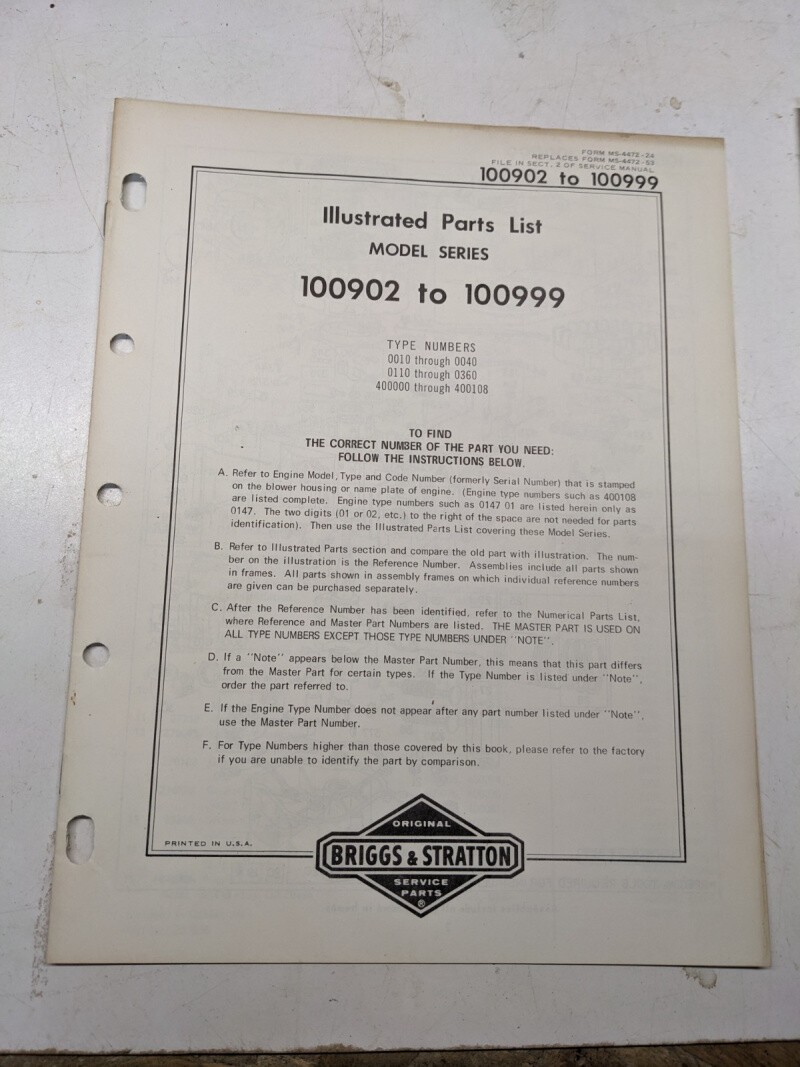 FORM MS-4472-24
REPLACES FORM MS-4472-53
FILE IN SECT. 2 OF SERVICE MANUAL
100902 to 100999
Illustrated Parts List
MODEL SERIES
100902 to 100999
TYPE NUMBERS
0010 through 0040
0110 through 0360
400000 through 400108
TO FIND
THE CORRECT NUMBER OF THE PART YOU NEED:
FOLLOW THE INSTRUCTIONS BELOW.
A. Refer to Engine Model, Type and Code Number (formerly Serial Number) that is stamped
on the blower housing or name plate of engine. (Engine type numbers such as 400108
are listed complete. Engine type numbers such as 0147 01 are listed herein only as
0147. The two digits (01 or 02, etc.) to the right of the space are not needed for parts
identification). Then use the Illustrated Parts List covering these Model Series.
B. Refer to Illustrated Parts section and compare the old part with illustration. The num-
ber on the illustration is the Reference Number. Assemblies include all parts shown
in frames. All parts shown in assembly frames on which individual reference numbers
are given can be purchased separately.
C. After the Reference Number has been identified, refer to the Numerical Parts List,
where Reference and Master Part Numbers are listed. THE MASTER PART IS USED ON
ALL TYPE NUMBERS EXCEPT THOSE TYPE NUMBERS UNDER "NOTE".
D. If a "Note" appears below the Master Part Number, this means that this part differs
from the Master Part for certain types. If the Type Number is listed under "Note",
order the part referred to.
E. If the Engine Type Number does not appear after any part number listed under "Note",
use the Master Part Number.
F. For Type Numbers higher than those covered by this book, please refer to the factory
if you are unable to identify the part by comparison.
PRINTED IN U.S.A.
ORIGINAL
BRIGGS & STRATTON
SERVICE
PARTS
®